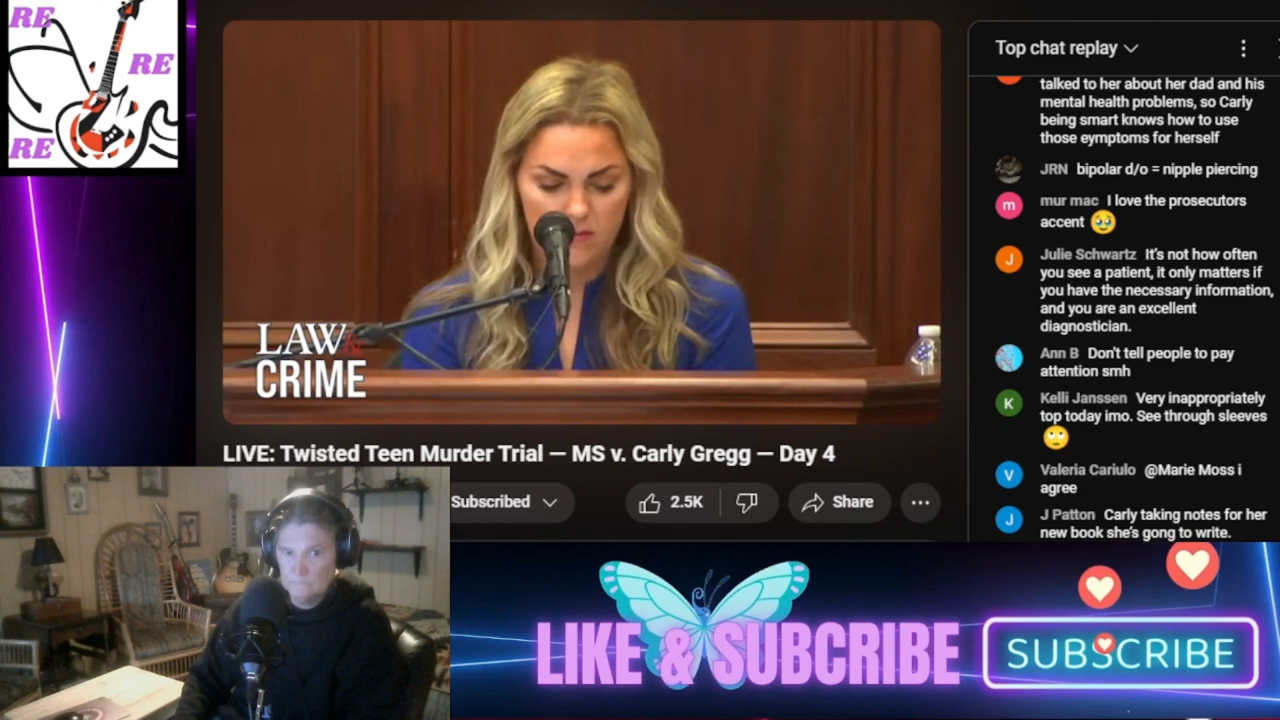 RE
RE
RE
LAW&
CRIME
LIVE: Twisted Teen Murder Trial — MS v. Carly Gregg — Day 4
Subscribed
2.5K
Share
Top chat replay
talked to her about her dad and his
mental health problems, so Carly
being smart knows how to use
those eymptoms for herself
JRN bipolar d/o = nipple piercing
m
mur mac I love the prosecutors
accent 🥹
J
Julie Schwartz It's not how often
you see a patient, it only matters if
you have the necessary information,
and you are an excellent
diagnostician.
Ann B Don't tell people to pay
attention smh
K
Kelli Janssen Very inappropriately
top today imo. See through sleeves
🙄
V
Valeria Cariulo @Marie Moss i
agree
J
J Patton Carly taking notes for her
new book she's gong to write.
LIKE & SUBCRIBE
SUBSCRIBE